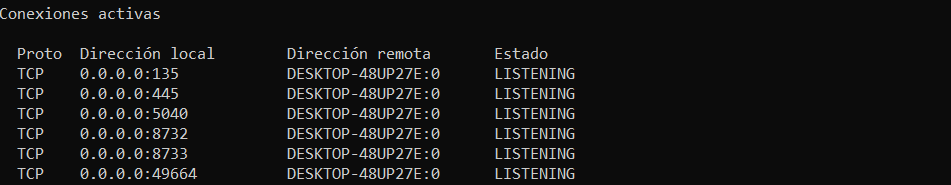 Conexiones activas
Proto Dirección local Dirección remota Estado
TCP 0.0.0.0:135 DESKTOP-48UP27E:0 LISTENING
TCP 0.0.0.0:445 DESKTOP-48UP27E:0 LISTENING
TCP 0.0.0.0:5040 DESKTOP-48UP27E:0 LISTENING
TCP 0.0.0.0:8732 DESKTOP-48UP27E:0 LISTENING
TCP 0.0.0.0:8733 DESKTOP-48UP27E:0 LISTENING
TCP 0.0.0.0:49664 DESKTOP-48UP27E:0 LISTENING